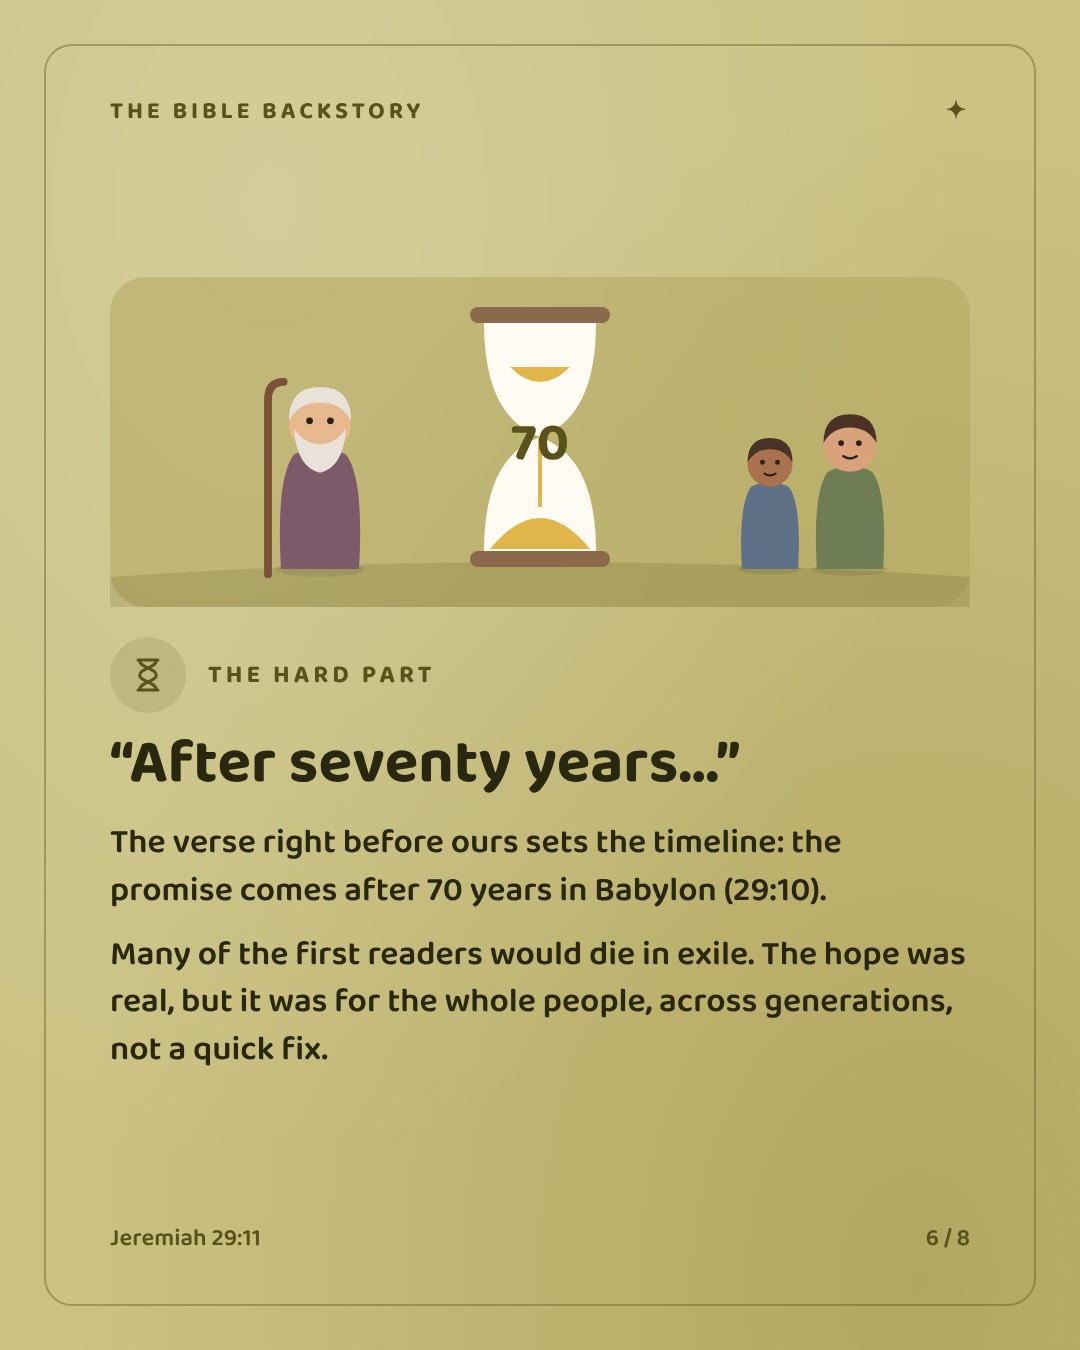 THE BIBLE BACKSTORY
70
THE HARD PART
“After seventy years...”
The verse right before ours sets the timeline: the
promise comes after 70 years in Babylon (29:10).
Many of the first readers would die in exile. The hope was
real, but it was for the whole people, across generations,
not a quick fix.
Jeremiah 29:11
6 / 8